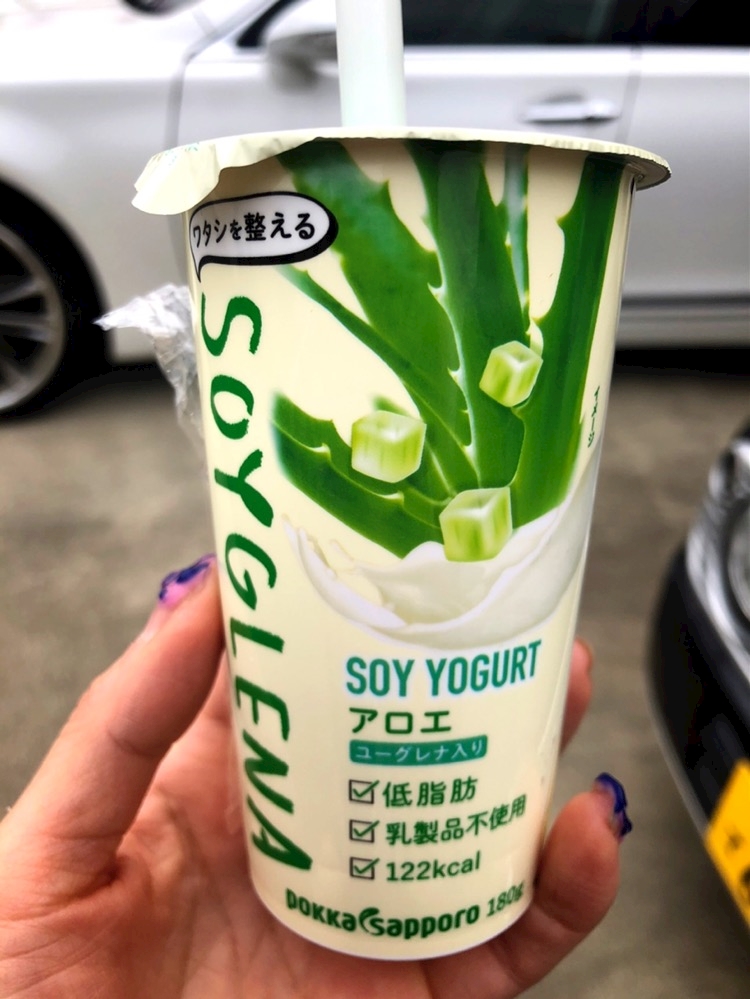 ワタシを整える
SOYGLENA
イメージ
SOY YOGURT
アロエ
ユーグレナ入り
低脂肪
乳製品不使用
122kcal
pokka sapporo 180g